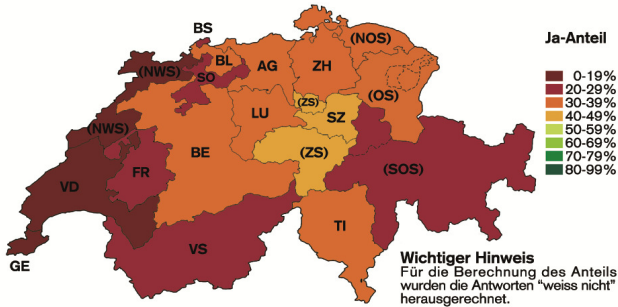 BS
(NOS)
Ja-Anteil
(NWS)
BL
SO
AG
ZH
0-19%
20-29%
30-39%
40-49%
50-59%
60-69%
70-79%
80-99%
(OS)
(ZS)
LU
SZ
(NWS)
BE
(ZS)
FR
(SOS)
VD
TI
VS
GE
Wichtiger Hinweis
Für die Berechnung des Anteils
wurden die Antworten "weiss nicht"
herausgerechnet.